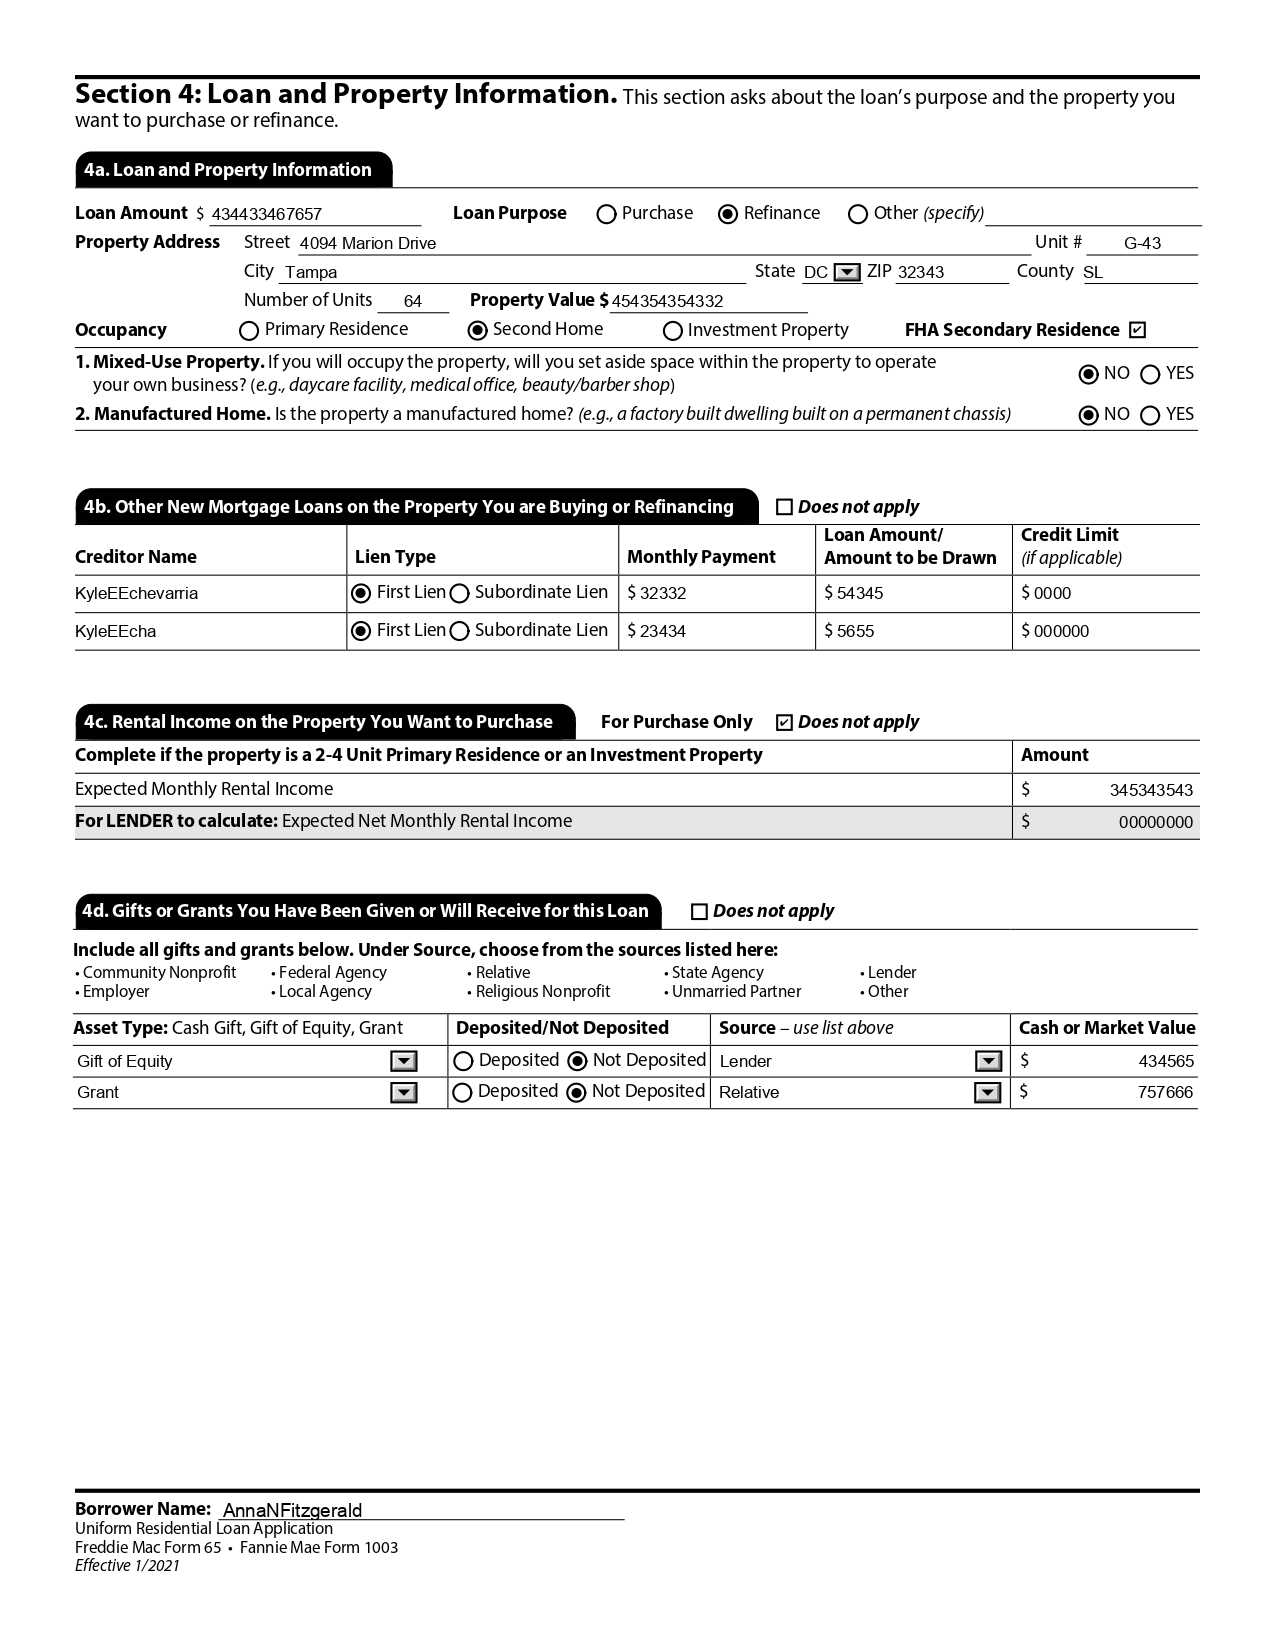 Section 4: Loan and Property Information. This section asks about the loan’s purpose and the property you
want to purchase or refinance.
4a. Loan and Property Information
Loan Amount $ 434433467657 Loan Purpose Purchase Refinance Other (specify)
Property Address Street 4094 Marion Drive Unit # G-43
City Tampa State DC ZIP 32343 County SL
Number of Units 64 Property Value $ 454354354332
Occupancy Primary Residence Second Home Investment Property FHA Secondary Residence
1. Mixed-Use Property. If you will occupy the property, will you set aside space within the property to operate
your own business? (e.g., daycare facility, medical office, beauty/barber shop) NO YES
2. Manufactured Home. Is the property a manufactured home? (e.g., a factory built dwelling built on a permanent chassis) NO YES
4b. Other New Mortgage Loans on the Property You are Buying or Refinancing Does not apply
Creditor Name Lien Type Monthly Payment Loan Amount/ Credit Limit
Amount to be Drawn (if applicable)
KyleEEchevarria First Lien Subordinate Lien $ 32332 $ 54345 $ 0000
KyleEEcha First Lien Subordinate Lien $ 23434 $ 5655 $ 000000
4c. Rental Income on the Property You Want to Purchase For Purchase Only Does not apply
Complete if the property is a 2-4 Unit Primary Residence or an Investment Property Amount
Expected Monthly Rental Income $ 345343543
For LENDER to calculate: Expected Net Monthly Rental Income $ 00000000
4d. Gifts or Grants You Have Been Given or Will Receive for this Loan Does not apply
Include all gifts and grants below. Under Source, choose from the sources listed here:
• Community Nonprofit • Federal Agency • Relative • State Agency • Lender
• Employer • Local Agency • Religious Nonprofit • Unmarried Partner • Other
Asset Type: Cash Gift, Gift of Equity, Grant Deposited/Not Deposited Source – use list above Cash or Market Value
Gift of Equity Deposited Not Deposited Lender $ 434565
Grant Deposited Not Deposited Relative $ 757666
Borrower Name: AnnaNFitzgerald
Uniform Residential Loan Application
Freddie Mac Form 65 • Fannie Mae Form 1003
Effective 1/2021